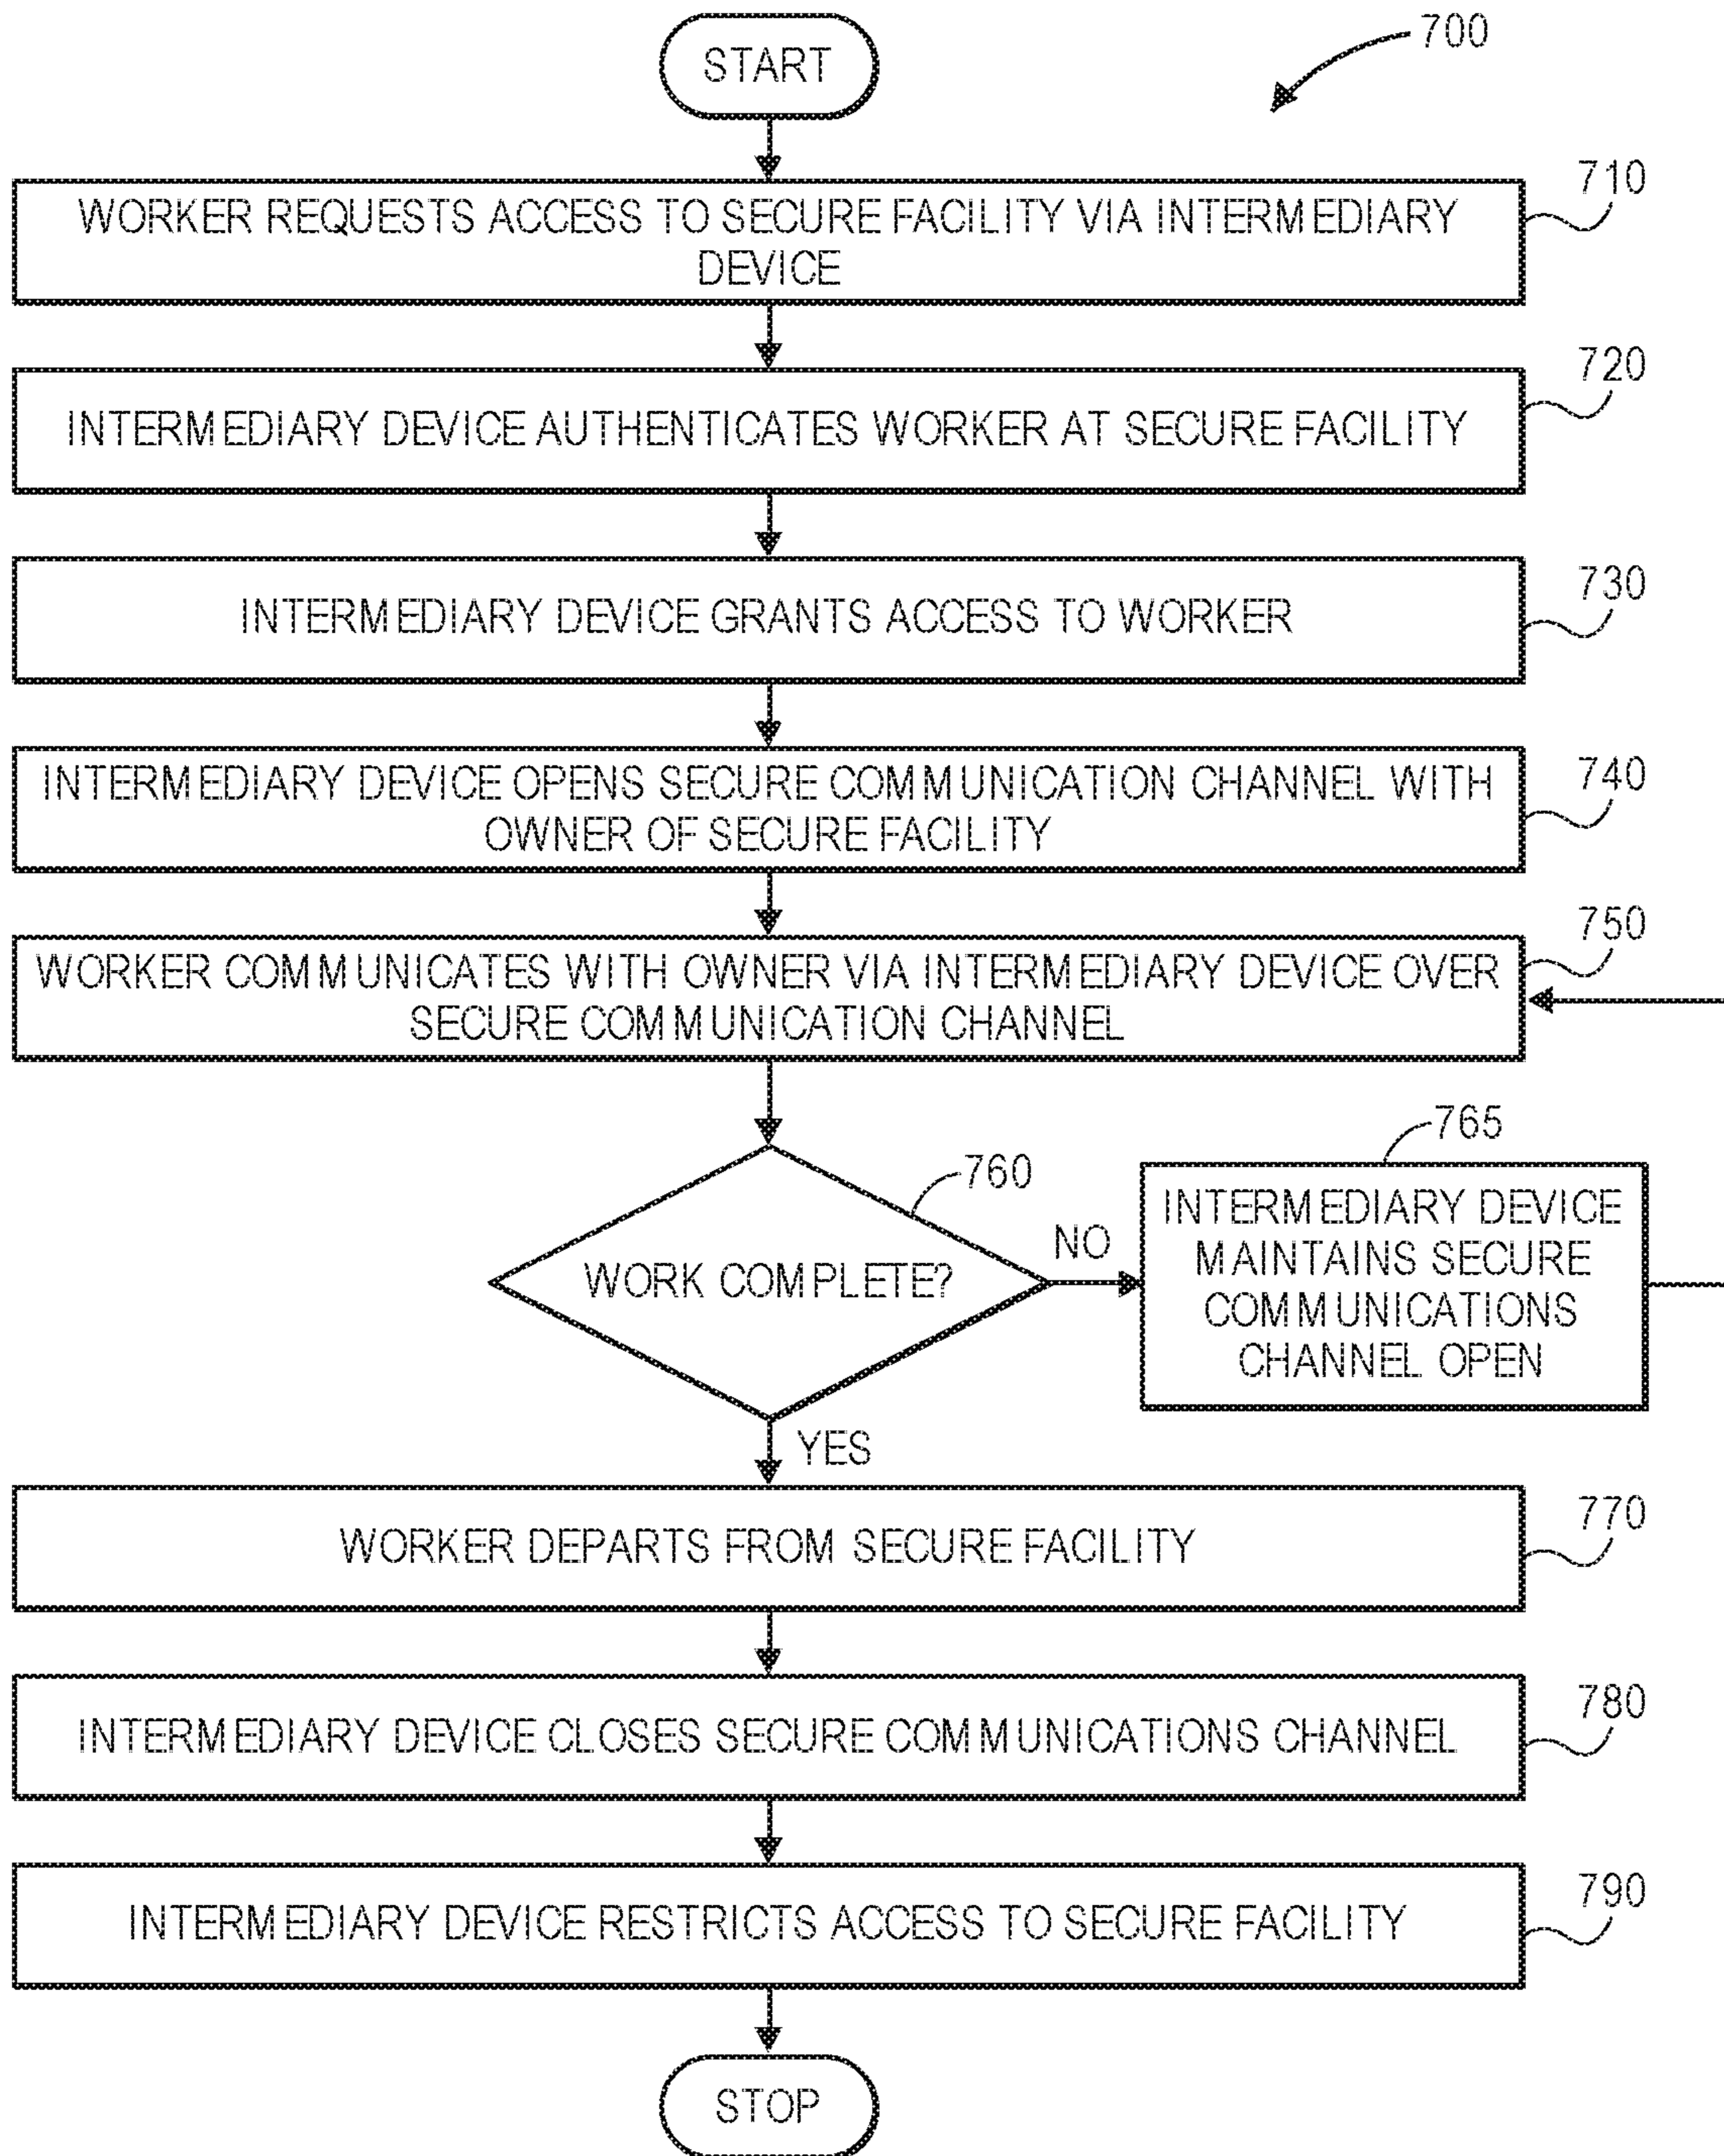 START
700
WORKER REQUESTS ACCESS TO SECURE FACILITY VIA INTERMEDIARY
DEVICE
710
INTERMEDIARY DEVICE AUTHENTICATES WORKER AT SECURE FACILITY
720
INTERMEDIARY DEVICE GRANTS ACCESS TO WORKER
730
INTERMEDIARY DEVICE OPENS SECURE COMMUNICATION CHANNEL WITH
OWNER OF SECURE FACILITY
740
WORKER COMMUNICATES WITH OWNER VIA INTERMEDIARY DEVICE OVER
SECURE COMMUNICATION CHANNEL
750
WORK COMPLETE?
760
NO
765
INTERMEDIARY DEVICE
MAINTAINS SECURE
COMMUNICATIONS
CHANNEL OPEN
YES
WORKER DEPARTS FROM SECURE FACILITY
770
INTERMEDIARY DEVICE CLOSES SECURE COMMUNICATIONS CHANNEL
780
INTERMEDIARY DEVICE RESTRICTS ACCESS TO SECURE FACILITY
790
STOP